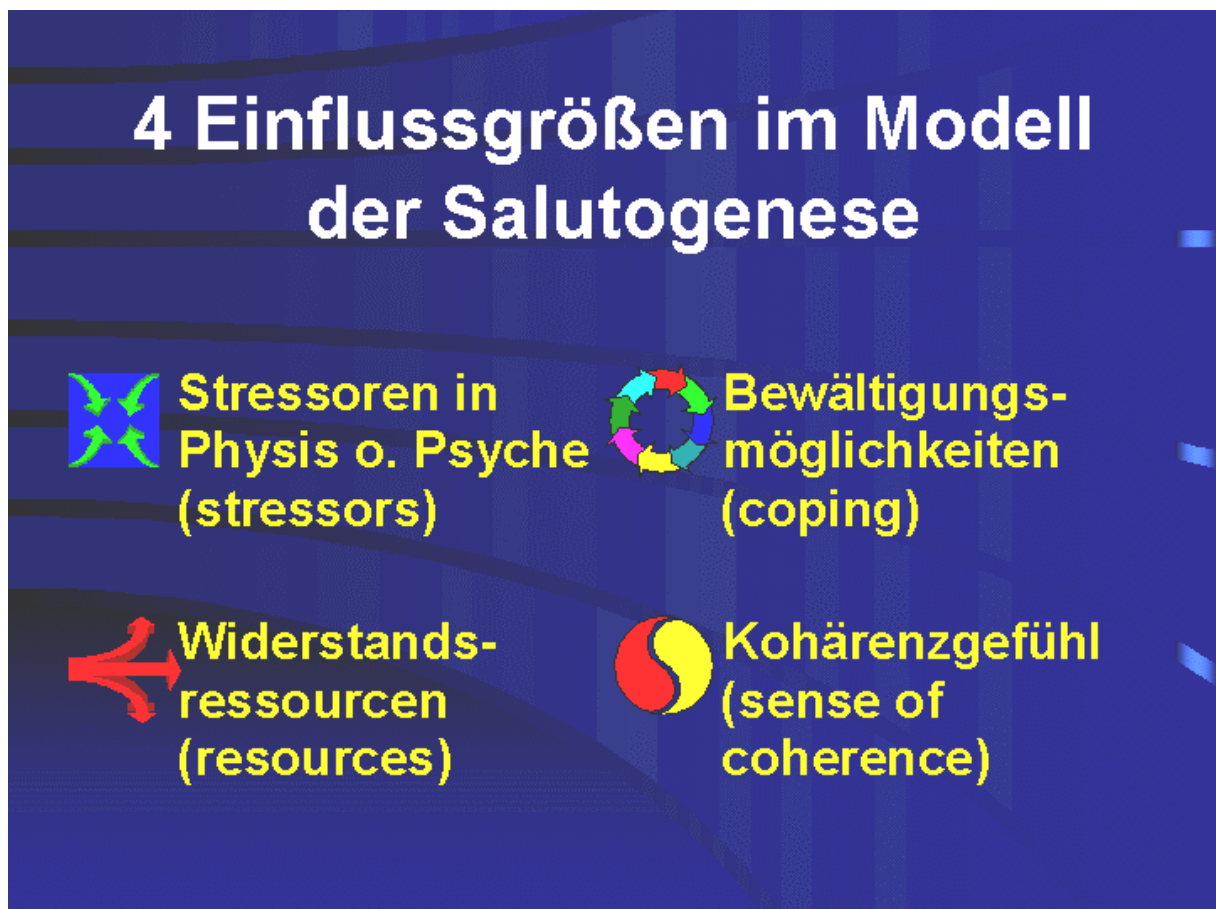 4 Einflussgrößen im Modell
der Salutogenese
Stressoren in
Physis o. Psyche
(stressors)
Bewältigungs-
möglichkeiten
(coping)
Widerstands-
ressourcen
(resources)
Kohärenzgefühl
(sense of
coherence)